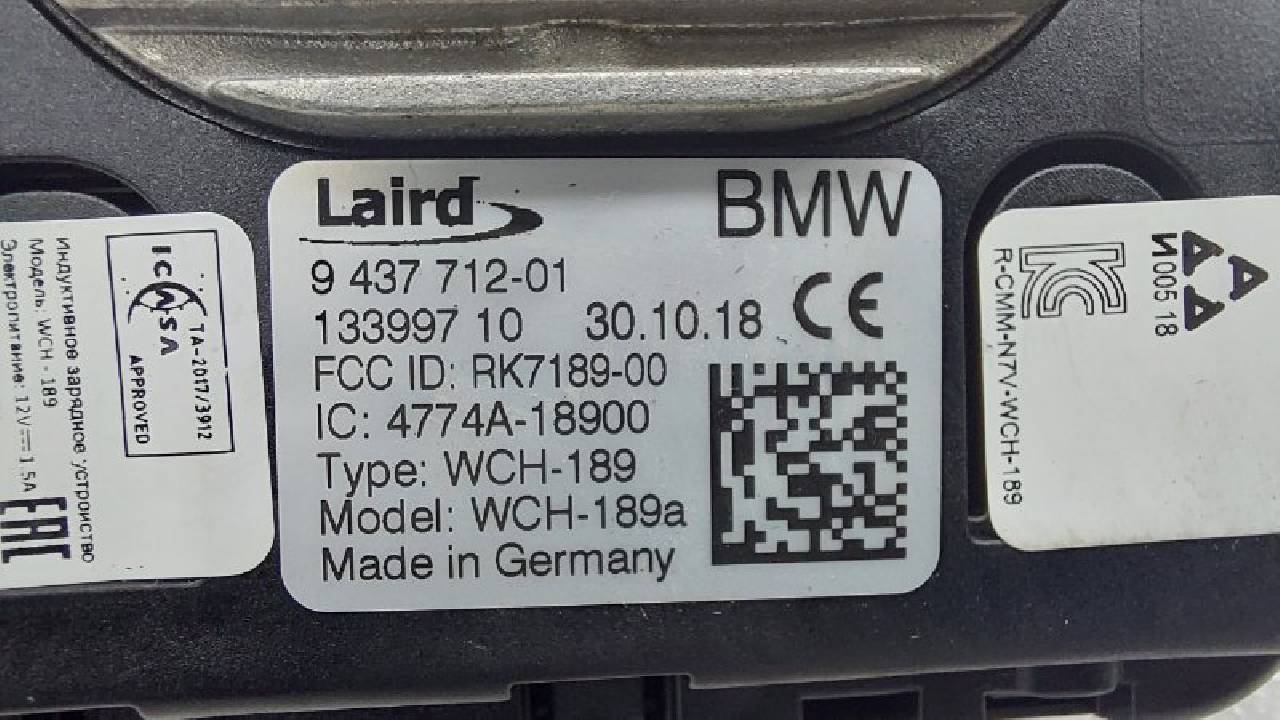 Laird
BMW
9 437 712-01
133997 10 30.10.18 CE
FCC ID: RK7189-00
IC: 4774A-18900
Type: WCH-189
Model: WCH-189a
Made in Germany
ICASA
TA-2017/3912
APPROVED
Индуктивное зарядное устройство
Модель: WCH - 189
Электропитание: 12V⎓1.5A
EAC
И005 18
KC
R-CMM-N7V-WCH-189